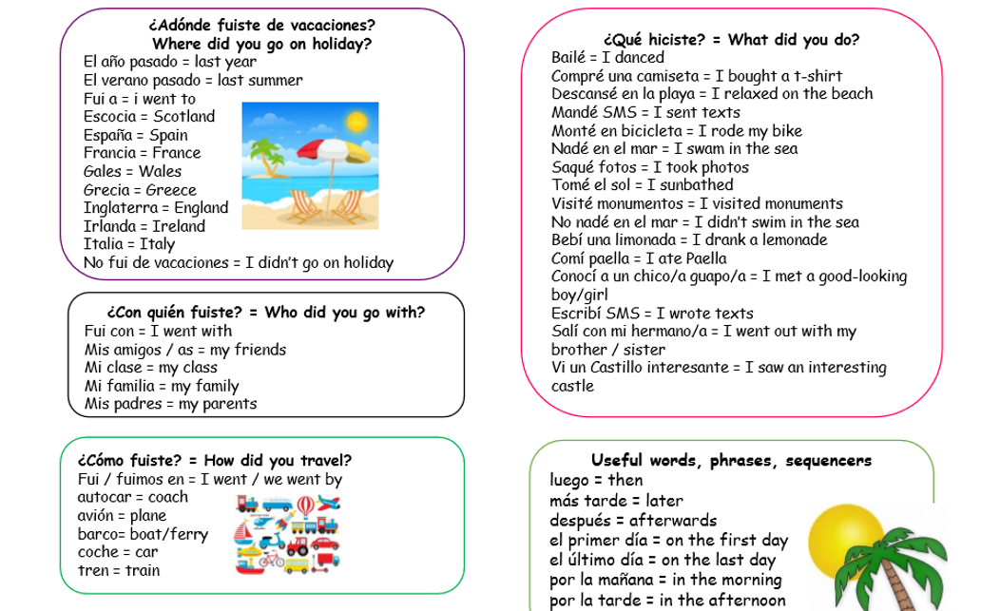 ¿Adónde fuiste de vacaciones?
Where did you go on holiday?
El año pasado = last year
El verano pasado = last summer
Fui a = i went to
Escocia = Scotland
España = Spain
Francia = France
Gales = Wales
Grecia = Greece
Inglaterra = England
Irlanda = Ireland
Italia = Italy
No fui de vacaciones = I didn't go on holiday
¿Con quién fuiste? = Who did you go with?
Fui con = I went with
Mis amigos / as = my friends
Mi clase = my class
Mi familia = my family
Mis padres = my parents
¿Cómo fuiste? = How did you travel?
Fui / fuimos en = I went / we went by
autocar = coach
avión = plane
barco= boat/ferry
coche = car
tren = train
¿Qué hiciste? = What did you do?
Bailé = I danced
Compré una camiseta = I bought a t-shirt
Descansé en la playa = I relaxed on the beach
Mandé SMS = I sent texts
Monté en bicicleta = I rode my bike
Nadé en el mar = I swam in the sea
Saqué fotos = I took photos
Tomé el sol = I sunbathed
Visité monumentos = I visited monuments
No nadé en el mar = I didn't swim in the sea
Bebí una limonada = I drank a lemonade
Comí paella = I ate Paella
Conocí a un chico/a guapo/a = I met a good-looking
boy/girl
Escribí SMS = I wrote texts
Salí con mi hermano/a = I went out with my
brother / sister
Vi un Castillo interesante = I saw an interesting
castle
Useful words, phrases, sequencers
luego = then
más tarde = later
después = afterwards
el primer día = on the first day
el último día = on the last day
por la mañana = in the morning
por la tarde = in the afternoon